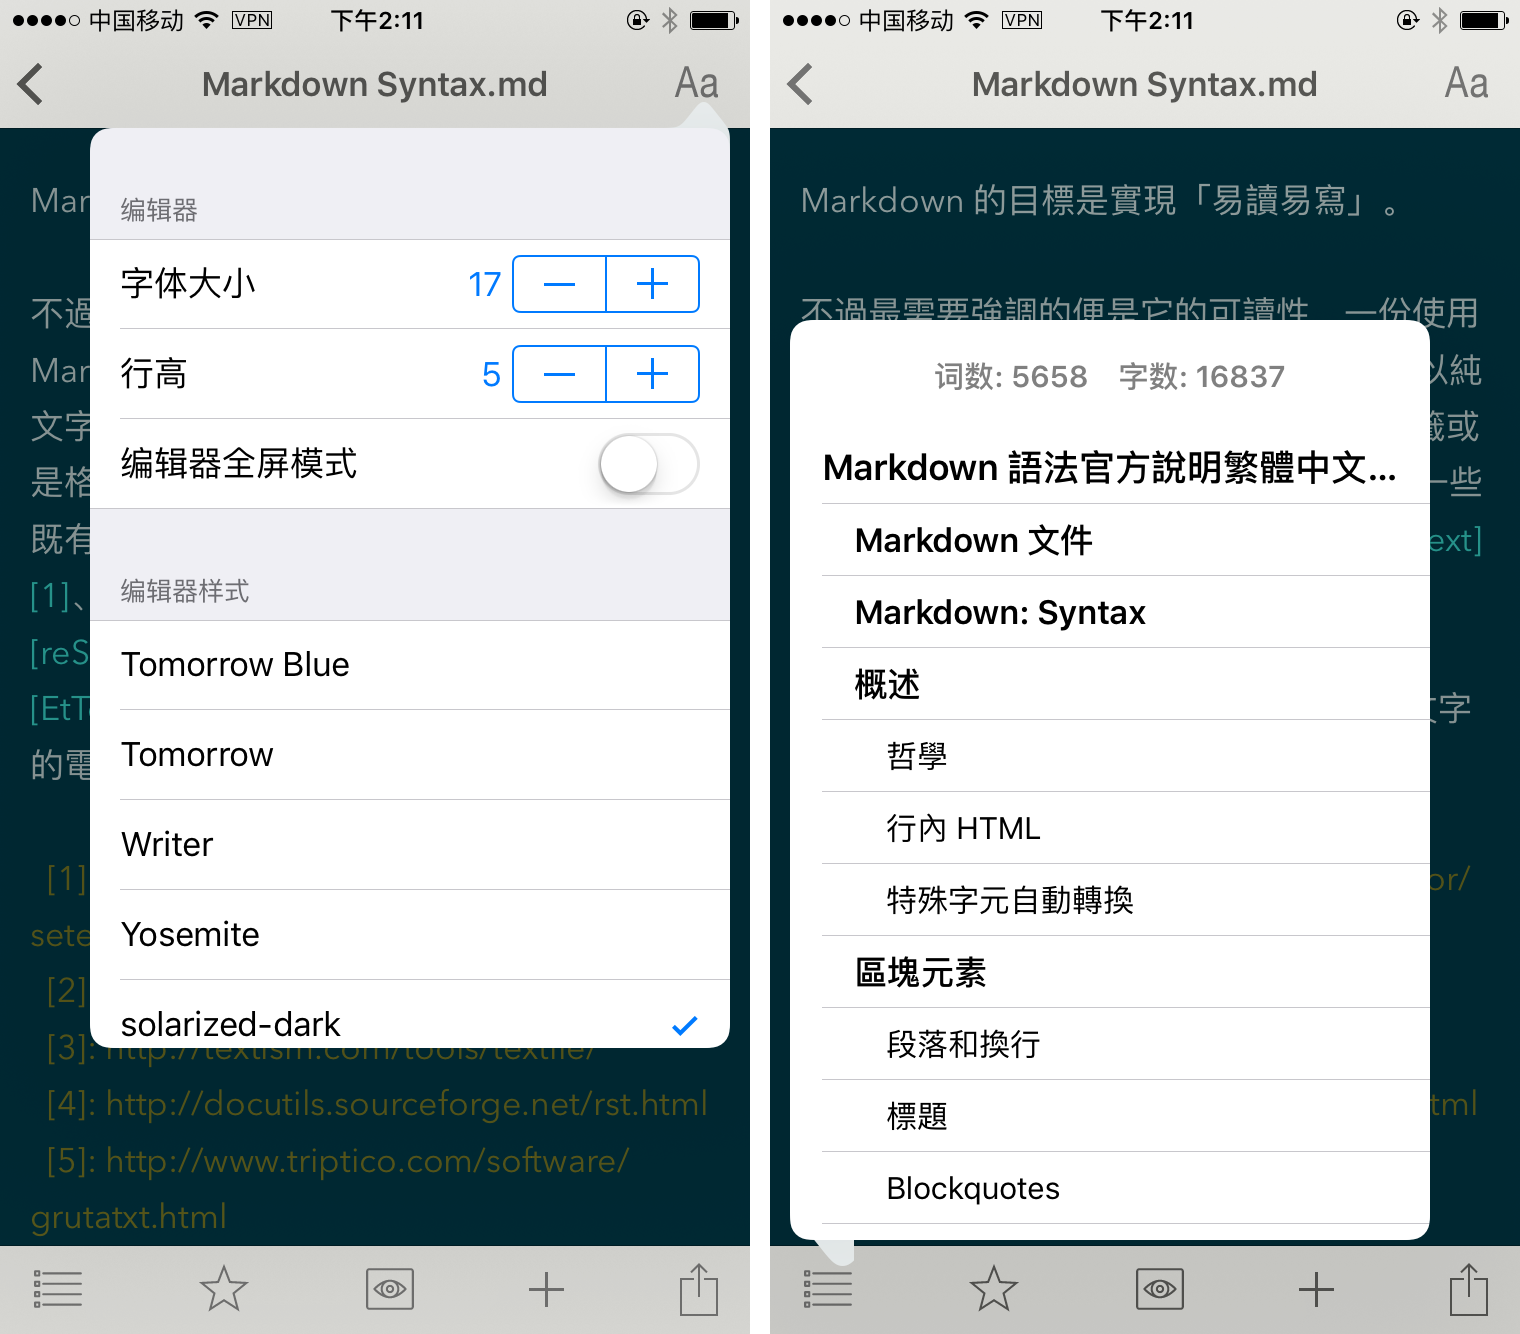 中国移动 VPN 下午2:11
Markdown Syntax.md Aa
Mar
编辑器
字体大小 17
不過
行高 5
Mar
文字
编辑器全屏模式
是格
既有
编辑器样式
[1]、
[reS
Tomorrow Blue
[EtT
的電
Tomorrow
Writer
[1]
Yosemite
sete
[2]
solarized-dark
[3]: http://textism.com/tools/textile/
[4]: http://docutils.sourceforge.net/rst.html
[5]: http://www.triptico.com/software/
grutatxt.html
中国移动 VPN 下午2:11
Markdown Syntax.md Aa
Markdown 的目標是實現「易讀易寫」。
不過最需要強調的便是它的可讀性。一份使用
词数: 5658 字数: 16837
以純
籤或
Markdown 語法官方說明繁體中文...
一些
Markdown 文件
ext]
Markdown: Syntax
概述
文字
哲學
行內 HTML
or/
特殊字元自動轉換
區塊元素
段落和換行
標題
tml
Blockquotes